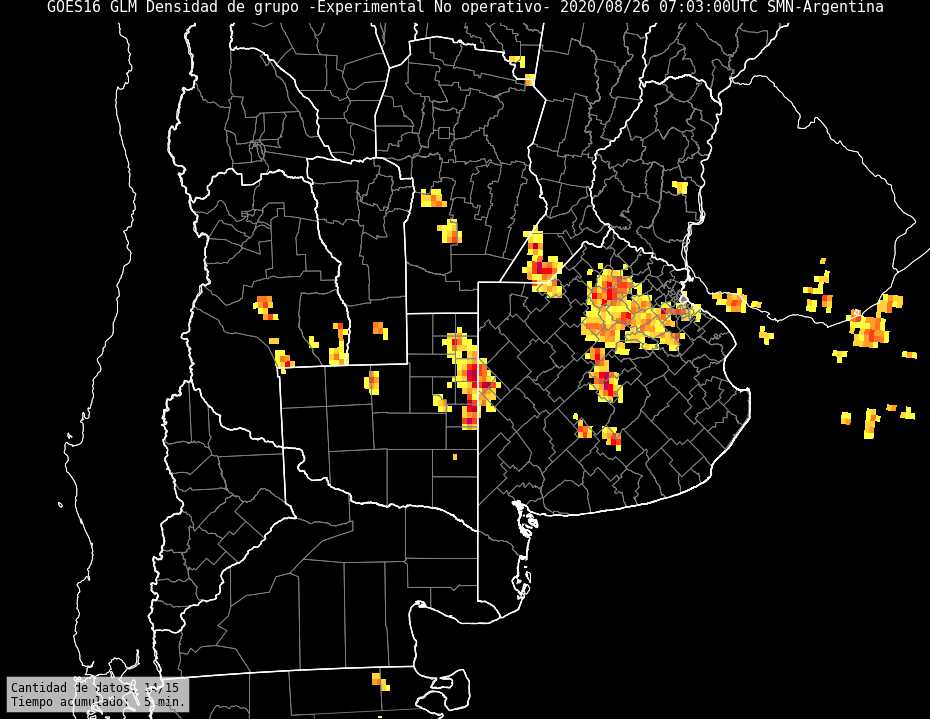 GOES16 GLM Densidad de grupo -Experimental No operativo- 2020/08/26 07:03:00UTC SMN-Argentina
Cantidad de datos: 14/15
Tiempo acumulado: 5 min.